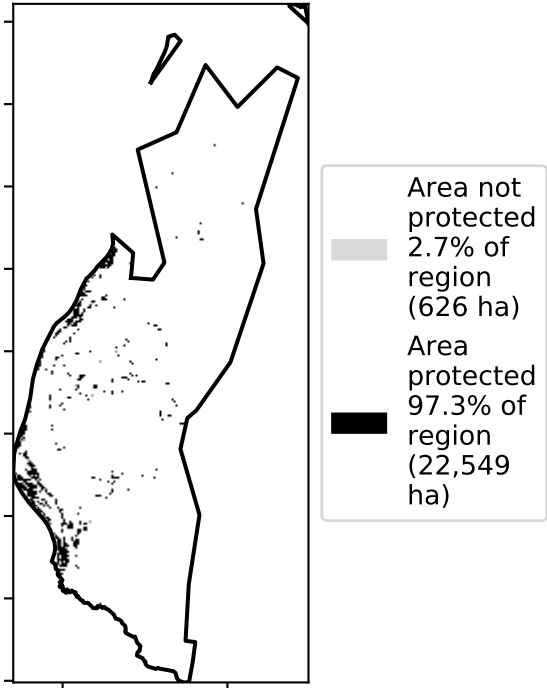 Area not
protected
2.7% of
region
(626 ha)
Area
protected
97.3% of
region
(22,549
ha)